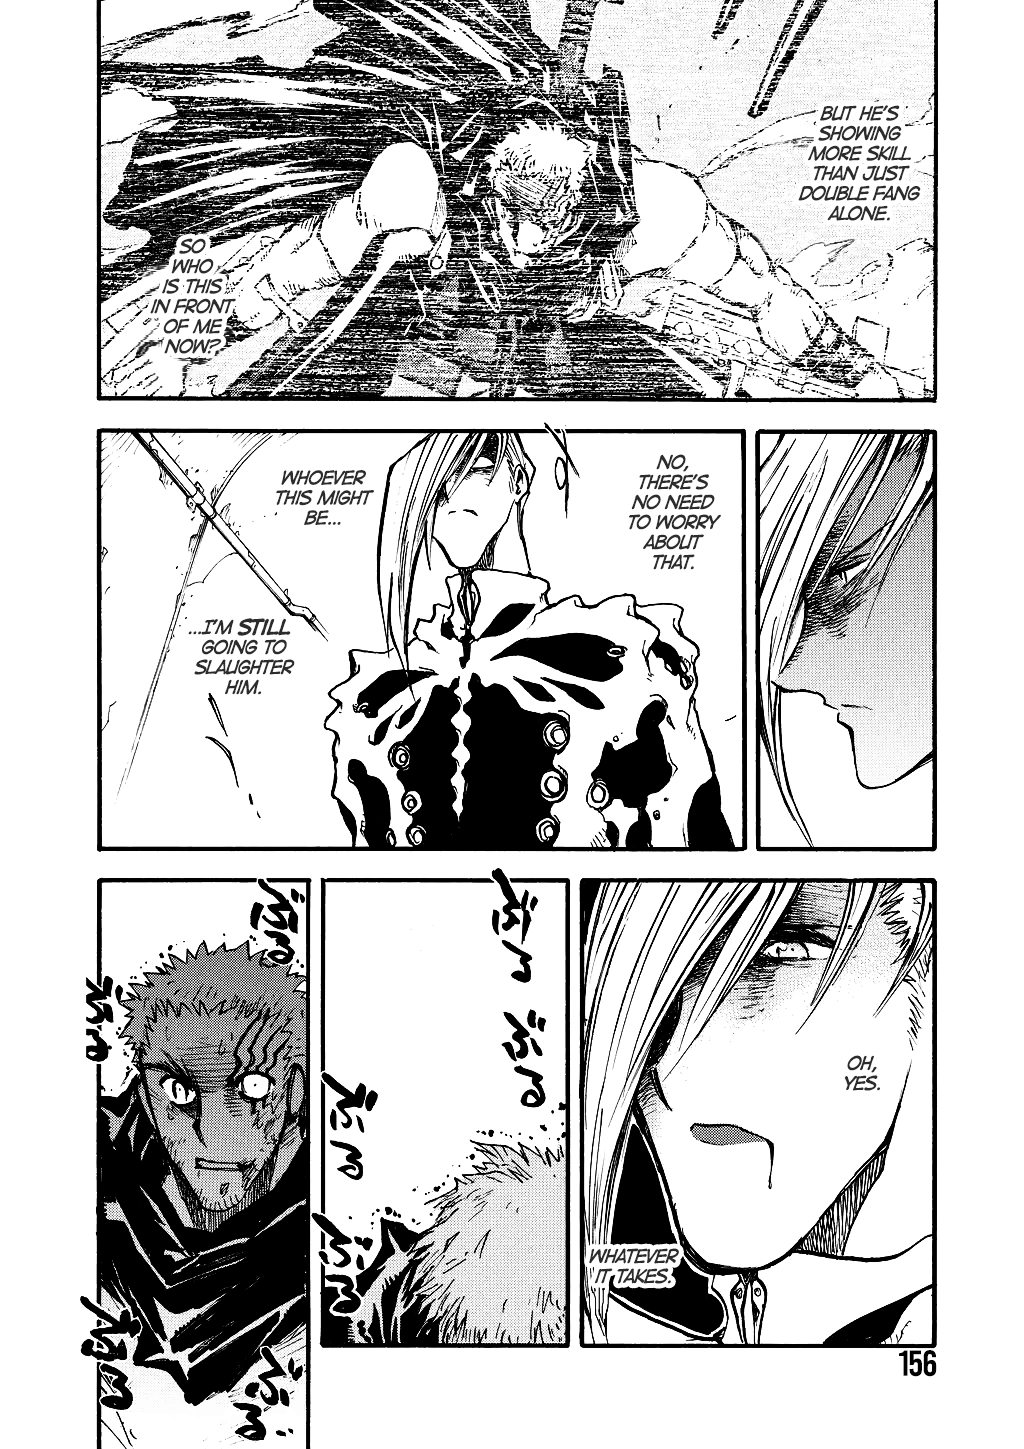 BUT HE'S
SHOWING
MORE SKILL
THAN JUST
DOUBLE FANG
ALONE.
SO
WHO
IS THIS
IN FRONT
OF ME
NOW?
NO,
THERE'S
NO NEED
TO WORRY
ABOUT
THAT.
WHOEVER
THIS MIGHT
BE...
...I'M STILL
GOING TO
SLAUGHTER
HIM.
OH,
YES.
WHATEVER
IT TAKES.
156